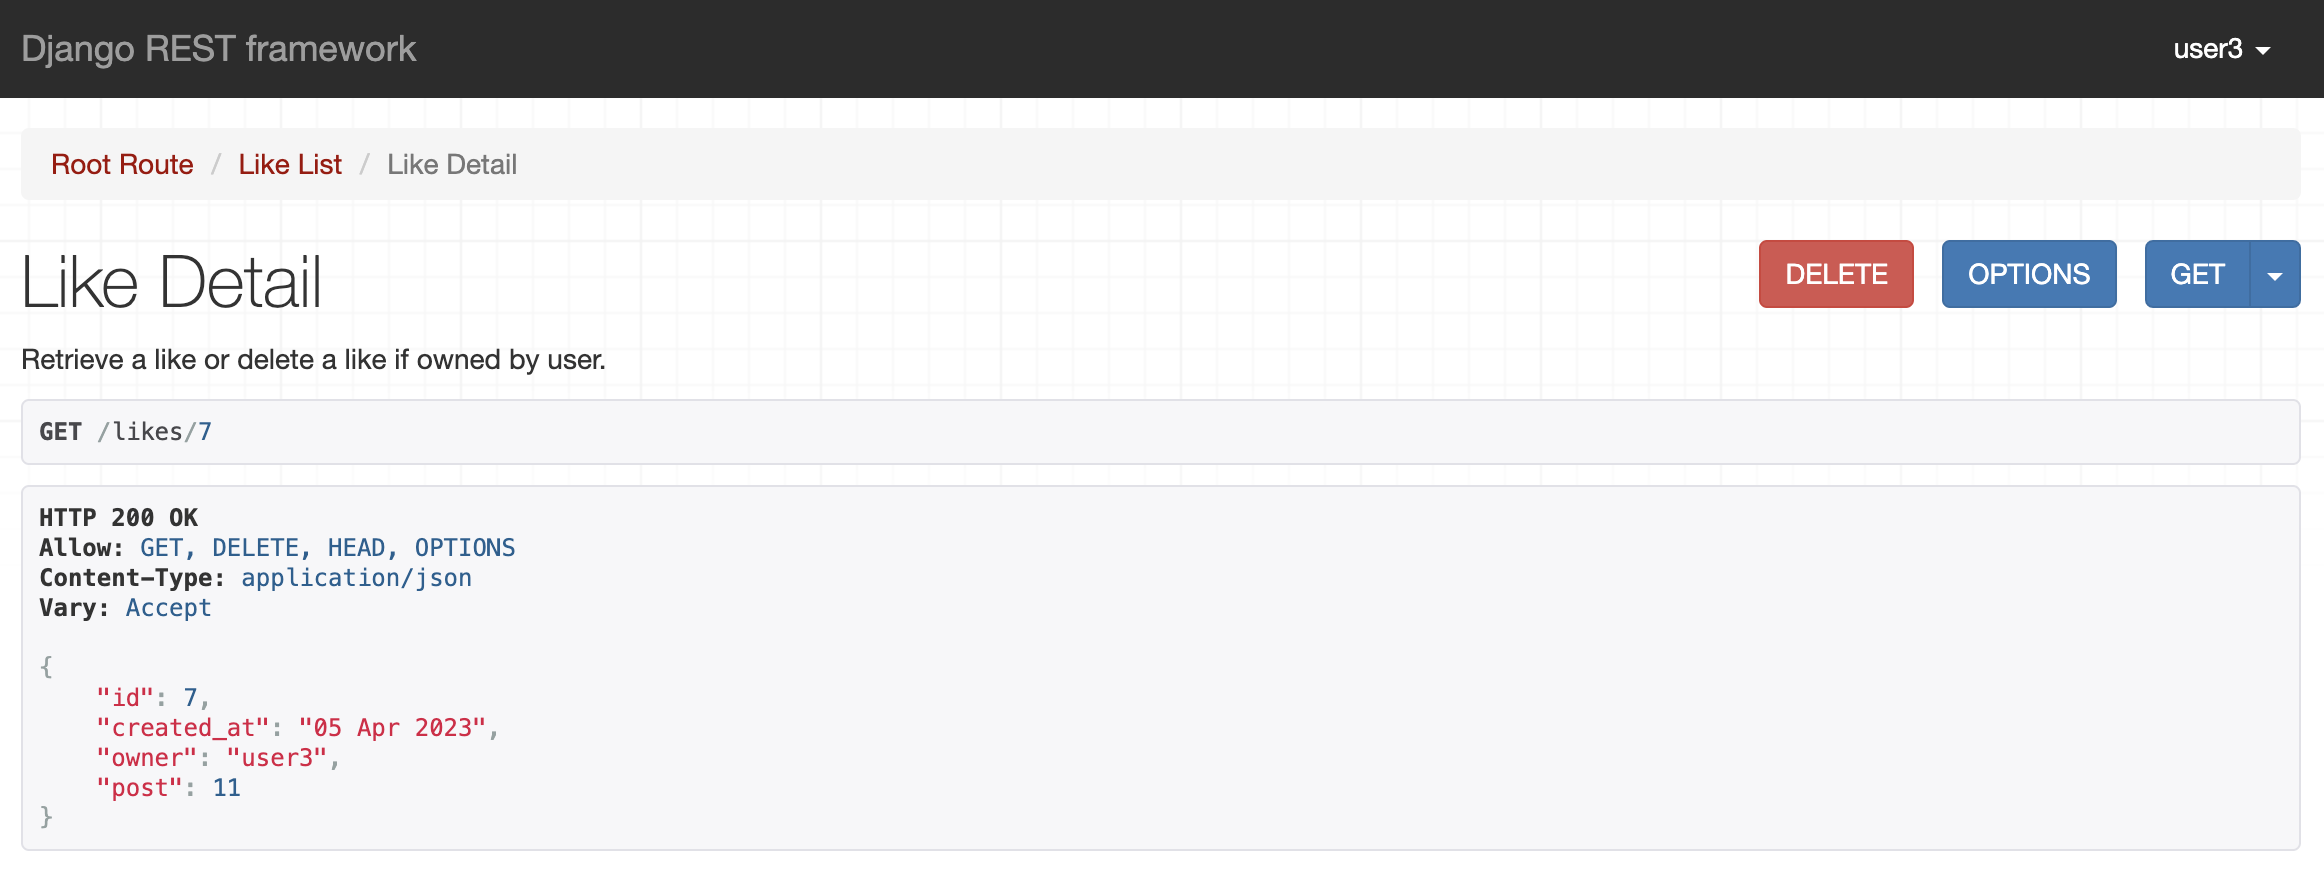 Django REST framework
user3
Root Route / Like List / Like Detail
Like Detail
DELETE
OPTIONS
GET
Retrieve a like or delete a like if owned by user.
GET /likes/7
HTTP 200 OK
Allow: GET, DELETE, HEAD, OPTIONS
Content-Type: application/json
Vary: Accept
{
    "id": 7,
    "created_at": "05 Apr 2023",
    "owner": "user3",
    "post": 11
}